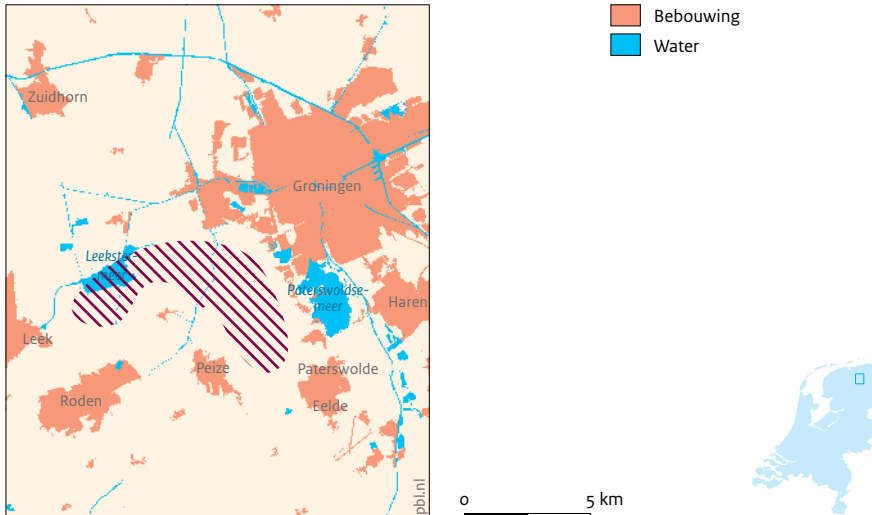 Bebouwing
Water
Zuidhorn
Groningen
Leekster-
meer
Paterswoldse-
meer
Haren
Leek
Peize
Paterswolde
Roden
Eelde
pbl.nl
0 5 km